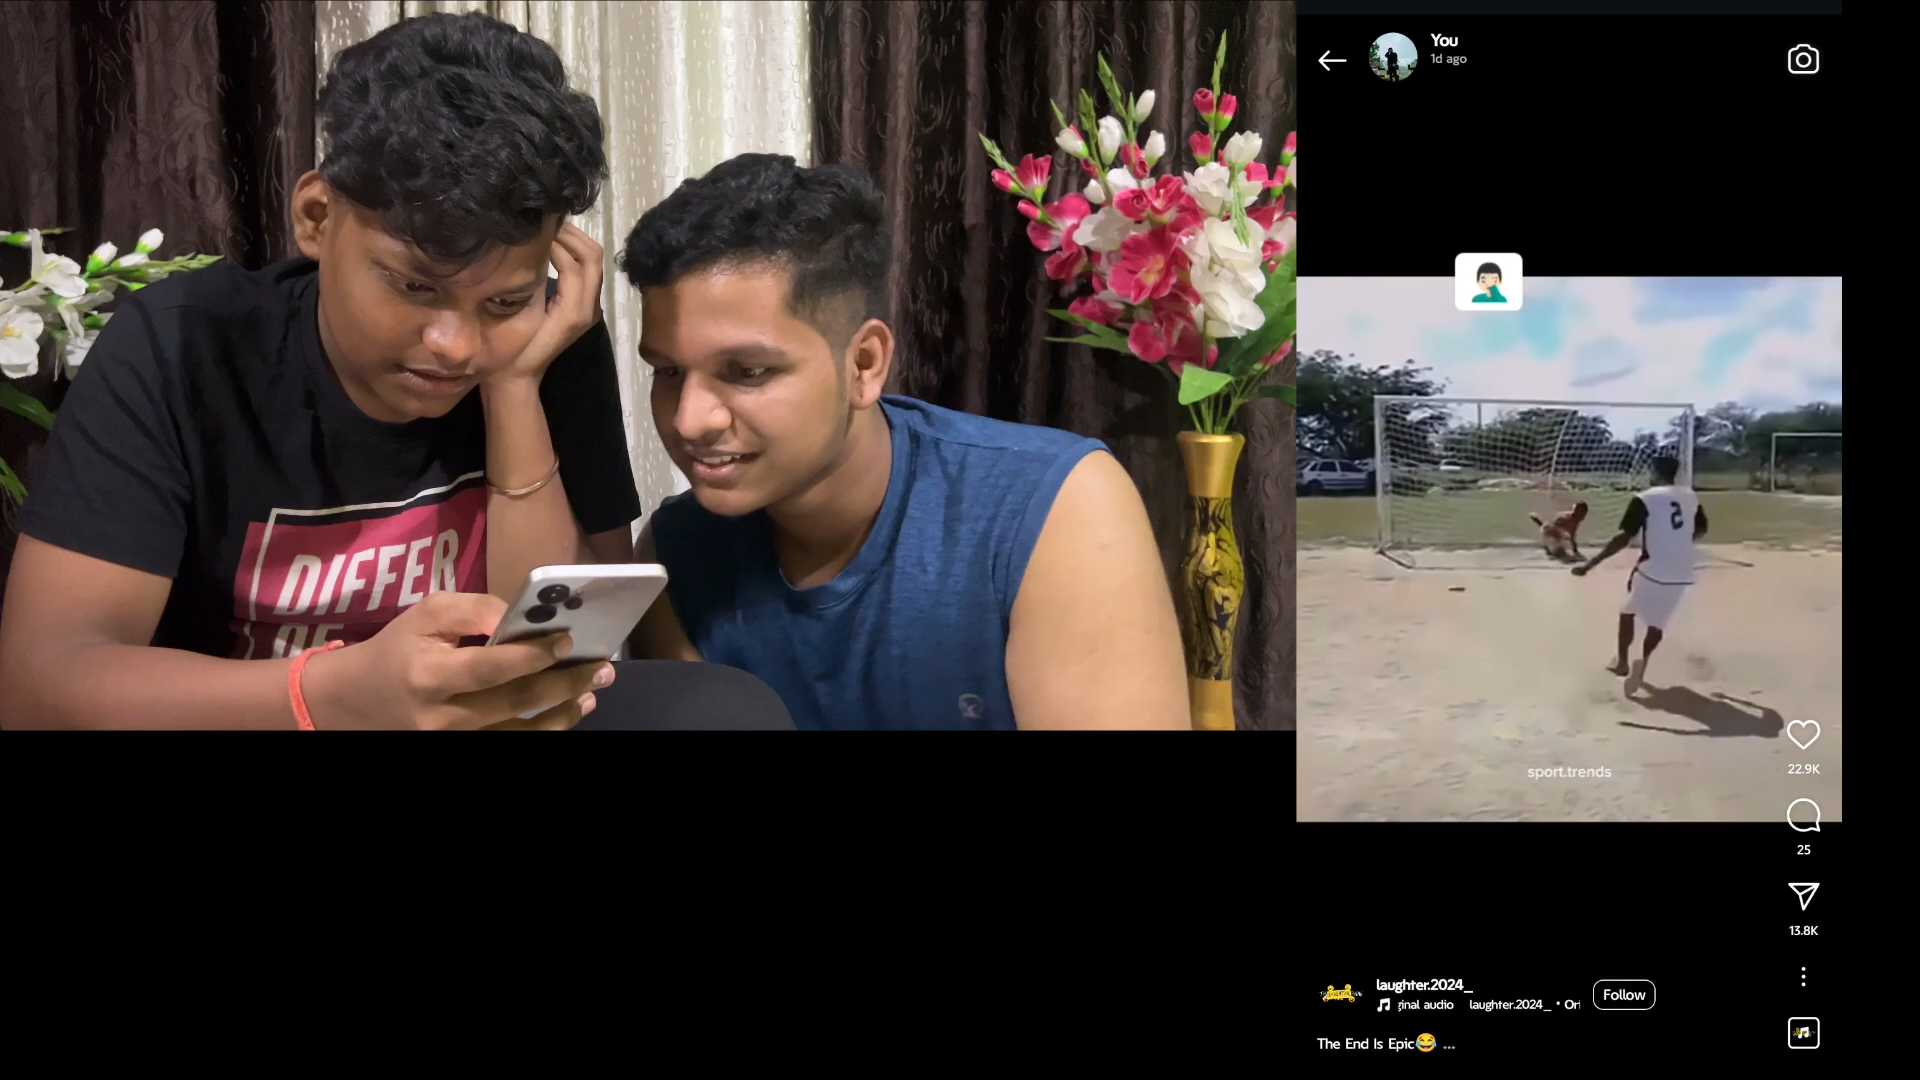 DIFFER
You
1d ago
2
sport.trends
22.9K
25
13.8K
laughter.2024_
ginal audio laughter.2024_ • Ori
Follow
The End Is Epic😂 ...